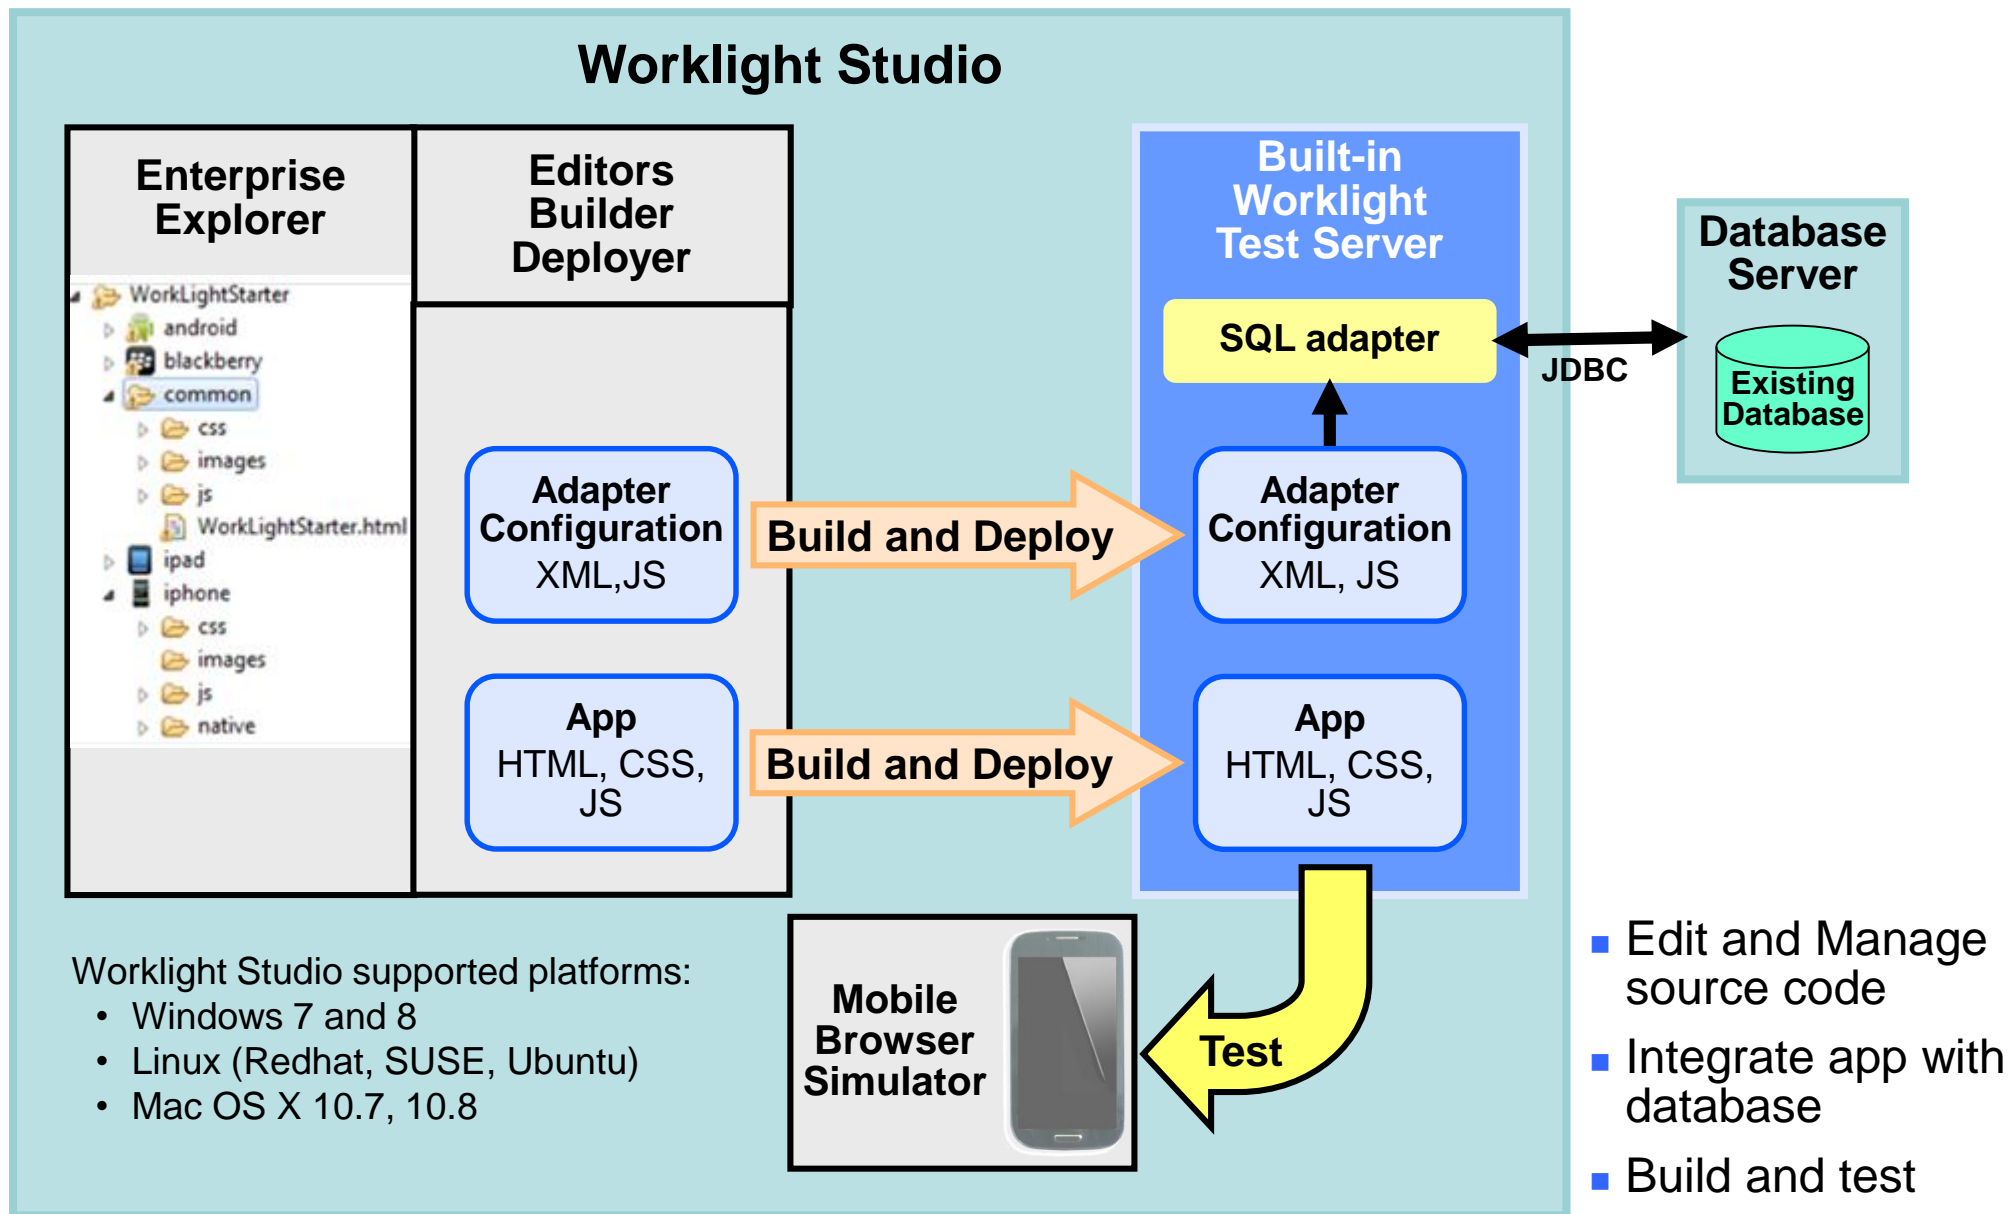 Worklight Studio
Enterprise
Explorer
WorkLightStarter
android
blackberry
common
css
images
js
WorkLightStarter.html
ipad
iphone
css
images
js
native
Editors
Builder
Deployer
Adapter
Configuration
XML,JS
App
HTML, CSS,
JS
Build and Deploy
Build and Deploy
Built-in
Worklight
Test Server
SQL adapter
Adapter
Configuration
XML, JS
App
HTML, CSS,
JS
JDBC
Database
Server
Existing
Database
Worklight Studio supported platforms:
• Windows 7 and 8
• Linux (Redhat, SUSE, Ubuntu)
• Mac OS X 10.7, 10.8
Mobile
Browser
Simulator
Test
▪ Edit and Manage
source code
▪ Integrate app with
database
▪ Build and test